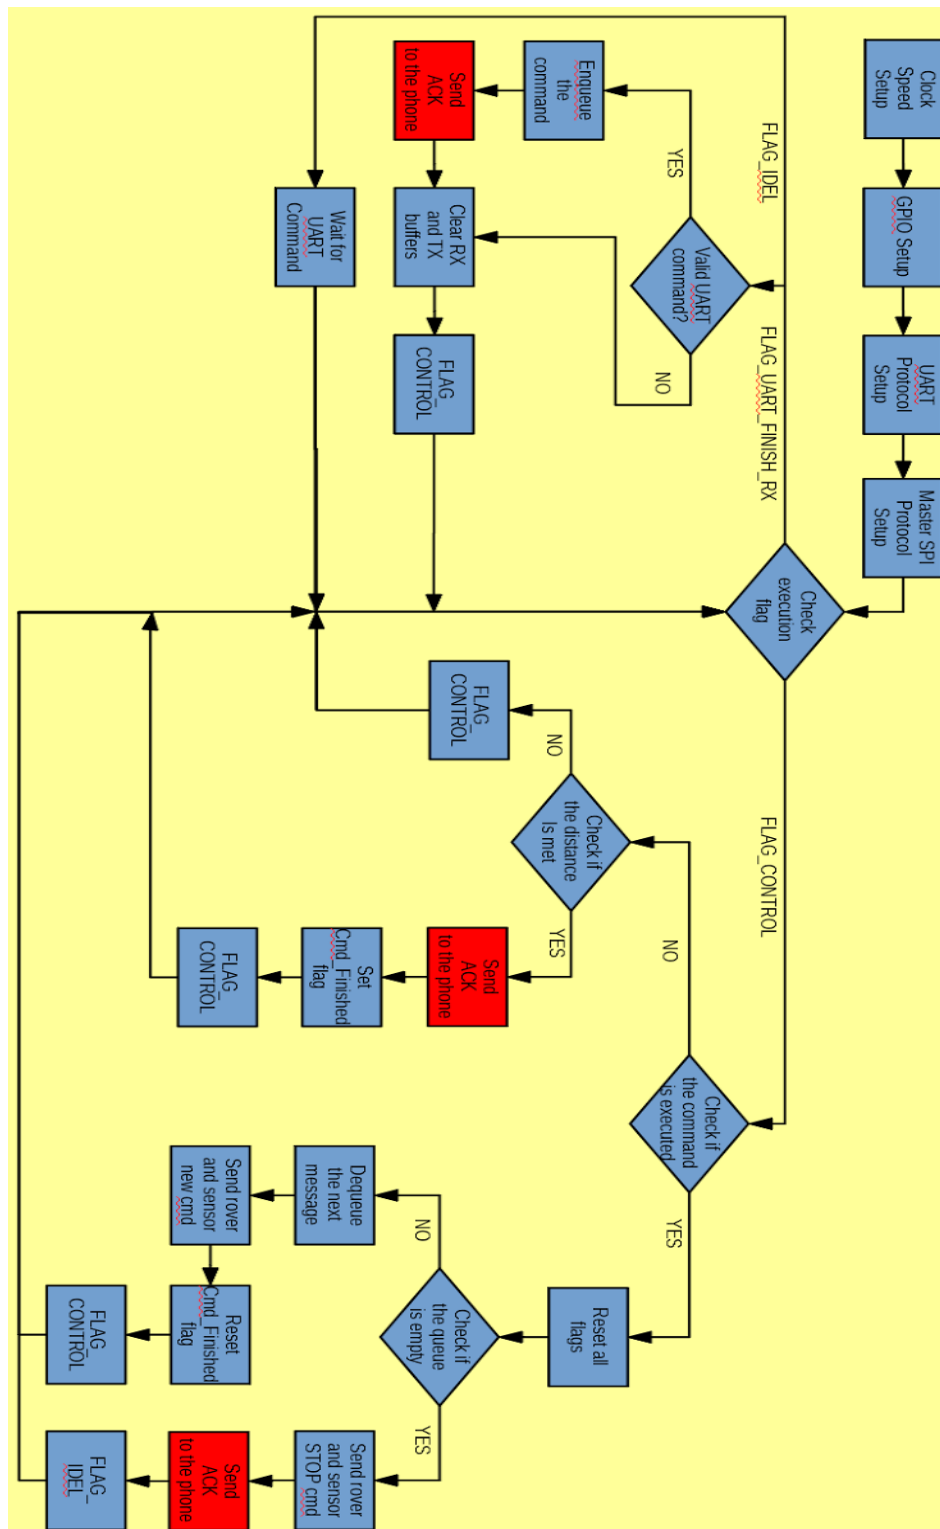 Clock
Speed
Setup
GPIO Setup
UART
Protocol
Setup
Master SPI
Protocol
Setup
Check
execution
flag
FLAG_IDEL
FLAG_UART_FINISH_RX
FLAG_CONTROL
Valid UART
command?
YES
NO
Enqueue
the
command
Send
ACK
to the phone
Clear RX
and TX
buffers
FLAG_
CONTROL
Wait for
UART
Command
Check if
the command
is executed
NO
YES
Check if
the distance
Is met
NO
YES
FLAG_
CONTROL
Send
ACK
to the phone
Set
Cmd_Finished
flag
FLAG_
CONTROL
Reset all
flags
Check if
the queue
is empty
NO
YES
Dequeue
the next
message
Send rover
and sensor
new cmd
Reset
Cmd_Finished
flag
FLAG_
CONTROL
Send rover
and sensor
STOP cmd
Send
ACK
to the phone
FLAG_
IDEL